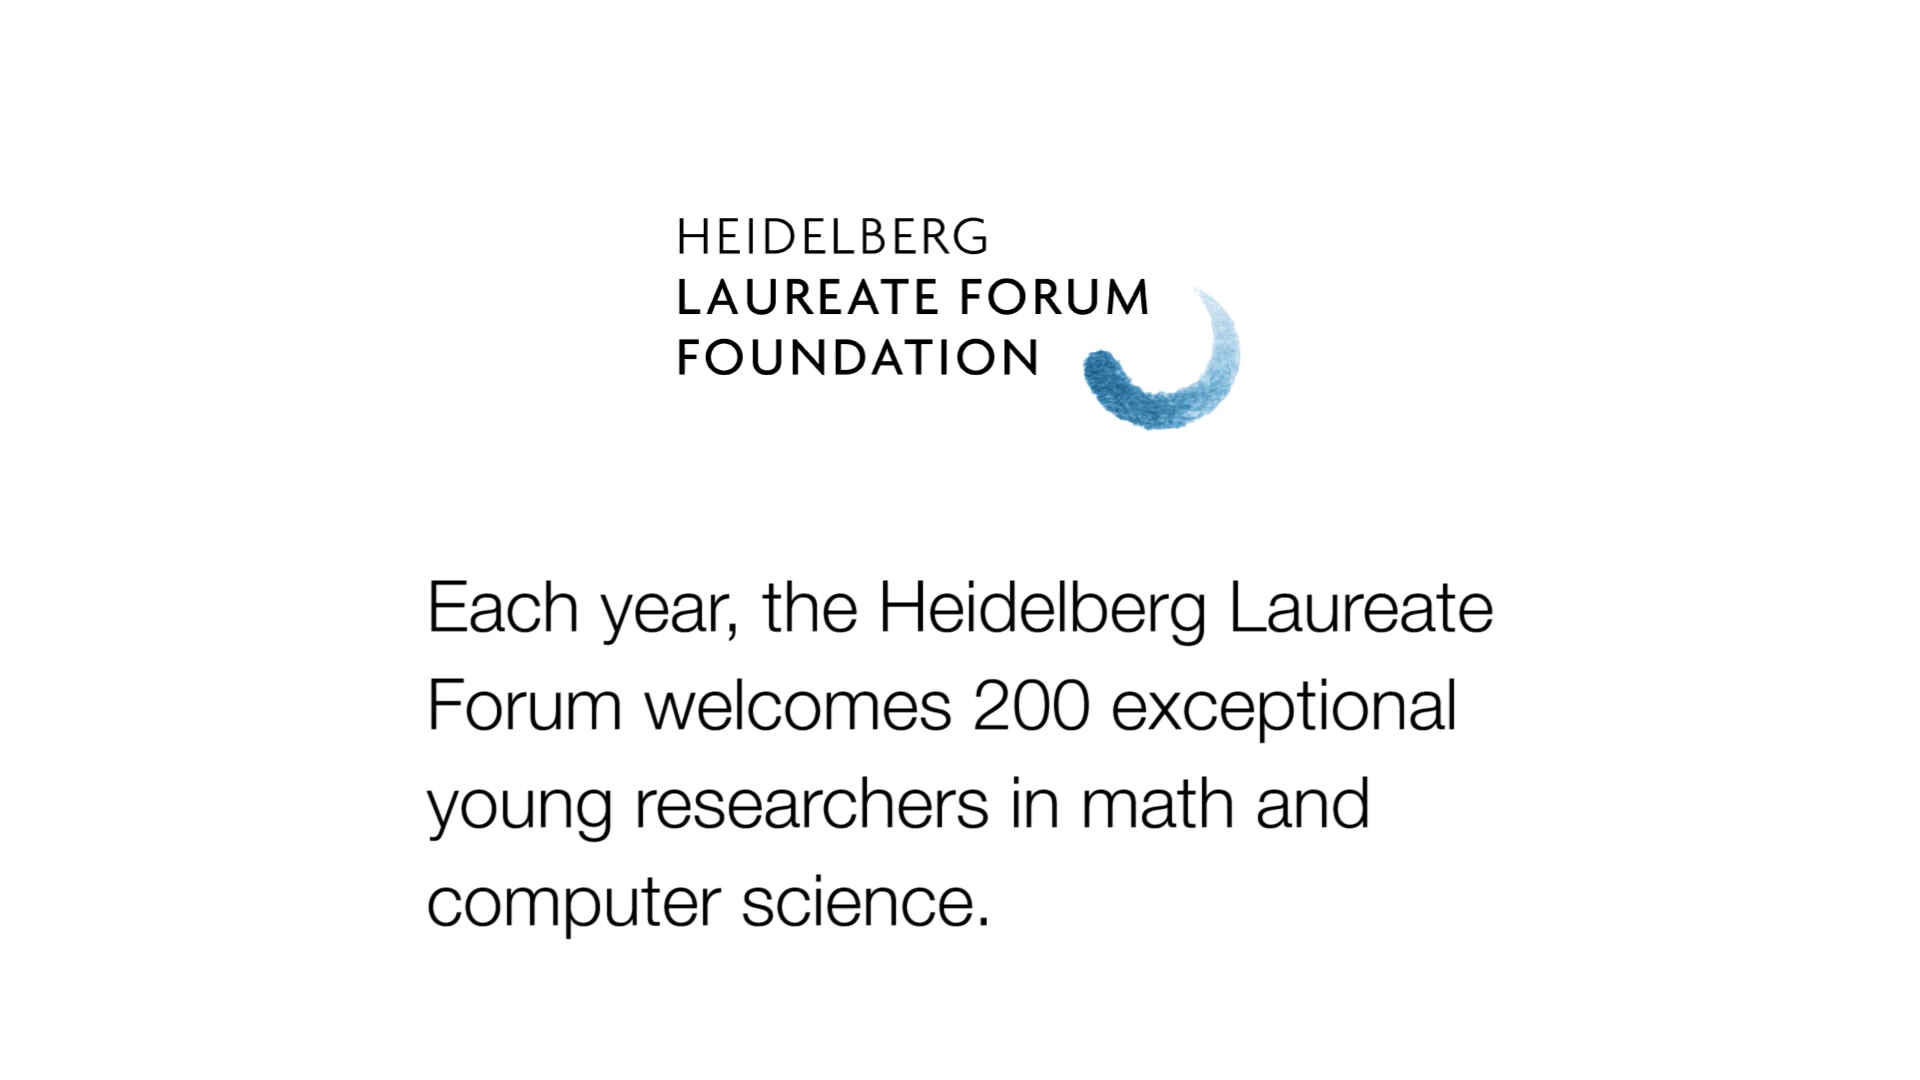 HEIDELBERG
LAUREATE FORUM
FOUNDATION
Each year, the Heidelberg Laureate
Forum welcomes 200 exceptional
young researchers in math and
computer science.